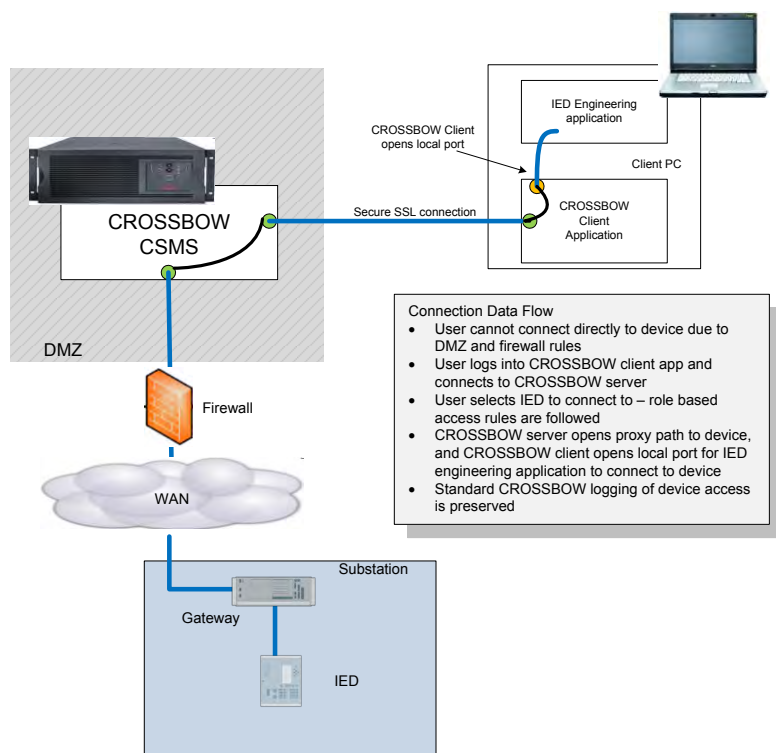 IED Engineering
application
CROSSBOW Client
opens local port
Client PC
CROSSBOW
Client
Application
Secure SSL connection
CROSSBOW
CSMS
DMZ
Firewall
WAN
Substation
Gateway
IED
Connection Data Flow
• User cannot connect directly to device due to
DMZ and firewall rules
• User logs into CROSSBOW client app and
connects to CROSSBOW server
• User selects IED to connect to – role based
access rules are followed
• CROSSBOW server opens proxy path to device,
and CROSSBOW client opens local port for IED
engineering application to connect to device
• Standard CROSSBOW logging of device access
is preserved